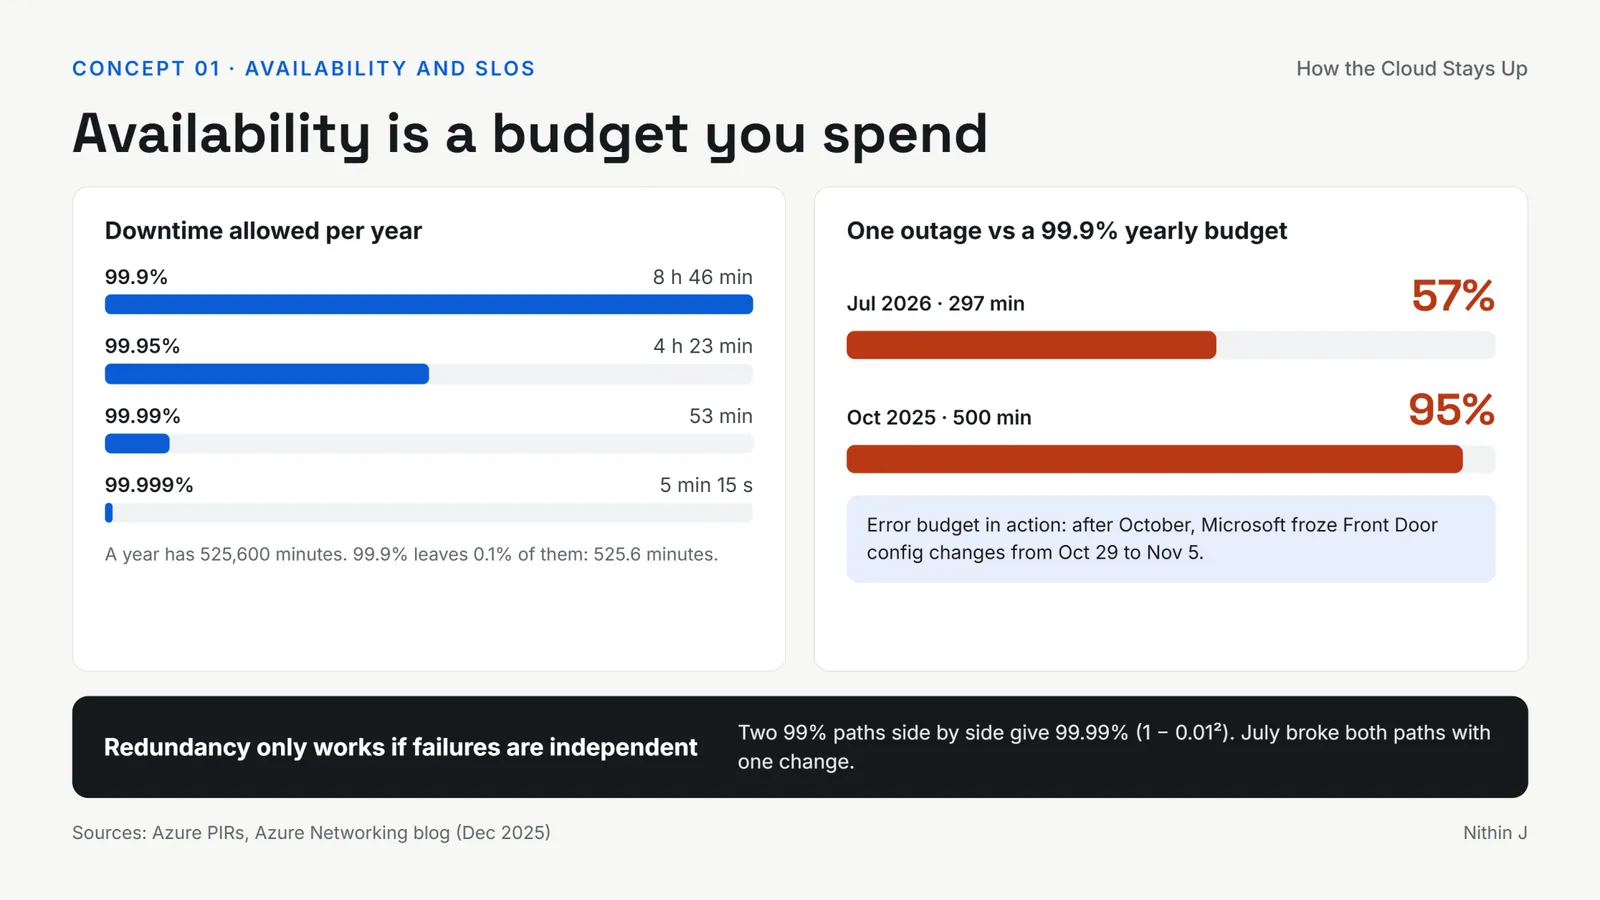 CONCEPT 01 · AVAILABILITY AND SLOS
How the Cloud Stays Up
Availability is a budget you spend
Downtime allowed per year
99.9%
8 h 46 min
99.95%
4 h 23 min
99.99%
53 min
99.999%
5 min 15 s
A year has 525,600 minutes. 99.9% leaves 0.1% of them: 525.6 minutes.
One outage vs a 99.9% yearly budget
Jul 2026 · 297 min
57%
Oct 2025 · 500 min
95%
Error budget in action: after October, Microsoft froze Front Door
config changes from Oct 29 to Nov 5.
Redundancy only works if failures are independent
Two 99% paths side by side give 99.99% (1 − 0.01²). July broke both paths with
one change.
Sources: Azure PIRs, Azure Networking blog (Dec 2025)
Nithin J